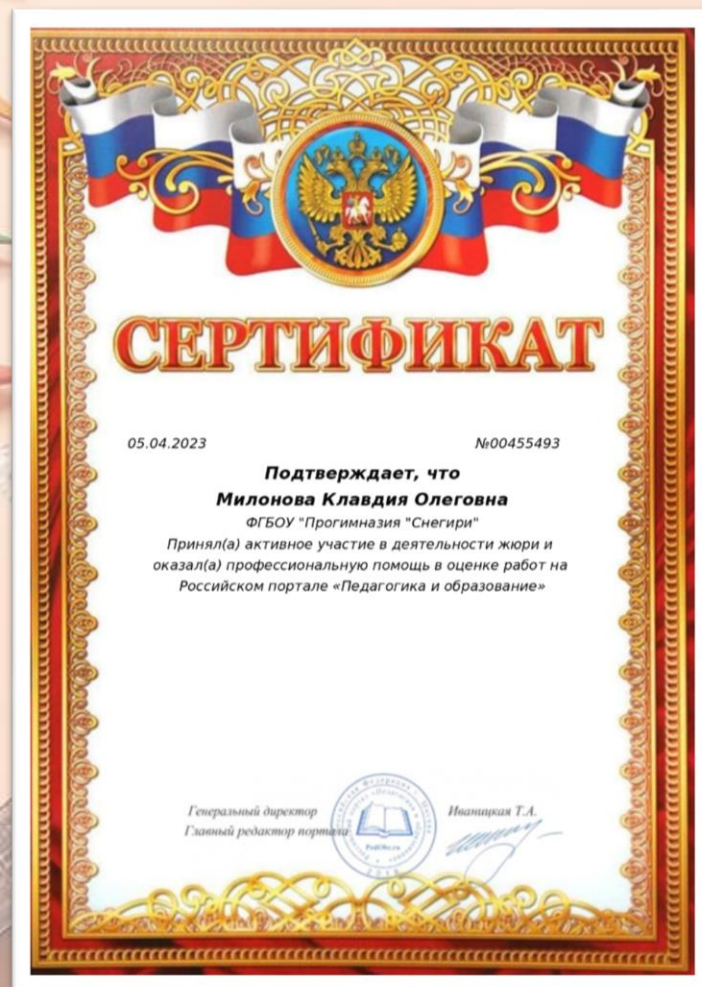 СЕРТИФИКАТ
05.04.2023 №00455493
Подтверждает, что
Милонова Клавдия Олеговна
ФГБОУ "Прогимназия "Снегири"
Принял(а) активное участие в деятельности жюри и
оказал(а) профессиональную помощь в оценке работ на
Российском портале «Педагогика и образование»
Генеральный директор Иваницкая Т.А.
Главный редактор портала